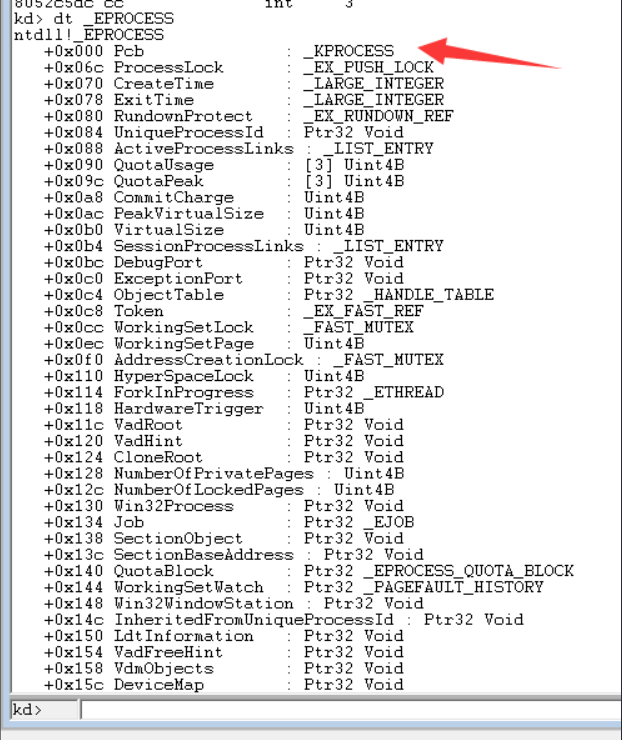 8052c5dc cc                int     3
kd> dt _EPROCESS
ntdll!_EPROCESS
   +0x000 Pcb              : _KPROCESS
   +0x06c ProcessLock      : _EX_PUSH_LOCK
   +0x070 CreateTime       : _LARGE_INTEGER
   +0x078 ExitTime         : _LARGE_INTEGER
   +0x080 RundownProtect   : _EX_RUNDOWN_REF
   +0x084 UniqueProcessId  : Ptr32 Void
   +0x088 ActiveProcessLinks : _LIST_ENTRY
   +0x090 QuotaUsage       : [3] Uint4B
   +0x09c QuotaPeak        : [3] Uint4B
   +0x0a8 CommitCharge     : Uint4B
   +0x0ac PeakVirtualSize  : Uint4B
   +0x0b0 VirtualSize      : Uint4B
   +0x0b4 SessionProcessLinks : _LIST_ENTRY
   +0x0bc DebugPort        : Ptr32 Void
   +0x0c0 ExceptionPort    : Ptr32 Void
   +0x0c4 ObjectTable      : Ptr32 _HANDLE_TABLE
   +0x0c8 Token            : _EX_FAST_REF
   +0x0cc WorkingSetLock   : _FAST_MUTEX
   +0x0ec WorkingSetPage   : Uint4B
   +0x0f0 AddressCreationLock : _FAST_MUTEX
   +0x110 HyperSpaceLock   : Uint4B
   +0x114 ForkInProgress   : Ptr32 _ETHREAD
   +0x118 HardwareTrigger  : Uint4B
   +0x11c VadRoot          : Ptr32 Void
   +0x120 VadHint          : Ptr32 Void
   +0x124 CloneRoot        : Ptr32 Void
   +0x128 NumberOfPrivatePages : Uint4B
   +0x12c NumberOfLockedPages : Uint4B
   +0x130 Win32Process     : Ptr32 Void
   +0x134 Job              : Ptr32 _EJOB
   +0x138 SectionObject    : Ptr32 Void
   +0x13c SectionBaseAddress : Ptr32 Void
   +0x140 QuotaBlock       : Ptr32 _EPROCESS_QUOTA_BLOCK
   +0x144 WorkingSetWatch  : Ptr32 _PAGEFAULT_HISTORY
   +0x148 Win32WindowStation : Ptr32 Void
   +0x14c InheritedFromUniqueProcessId : Ptr32 Void
   +0x150 LdtInformation   : Ptr32 Void
   +0x154 VadFreeHint      : Ptr32 Void
   +0x158 VdmObjects       : Ptr32 Void
   +0x15c DeviceMap        : Ptr32 Void
kd>